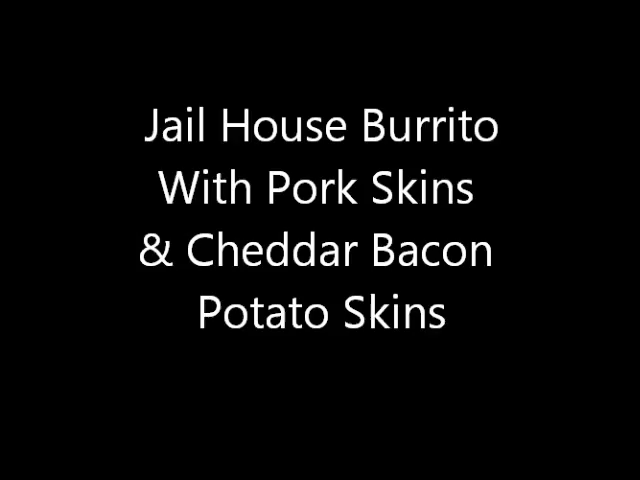 Jail House Burrito
With Pork Skins
& Cheddar Bacon
Potato Skins